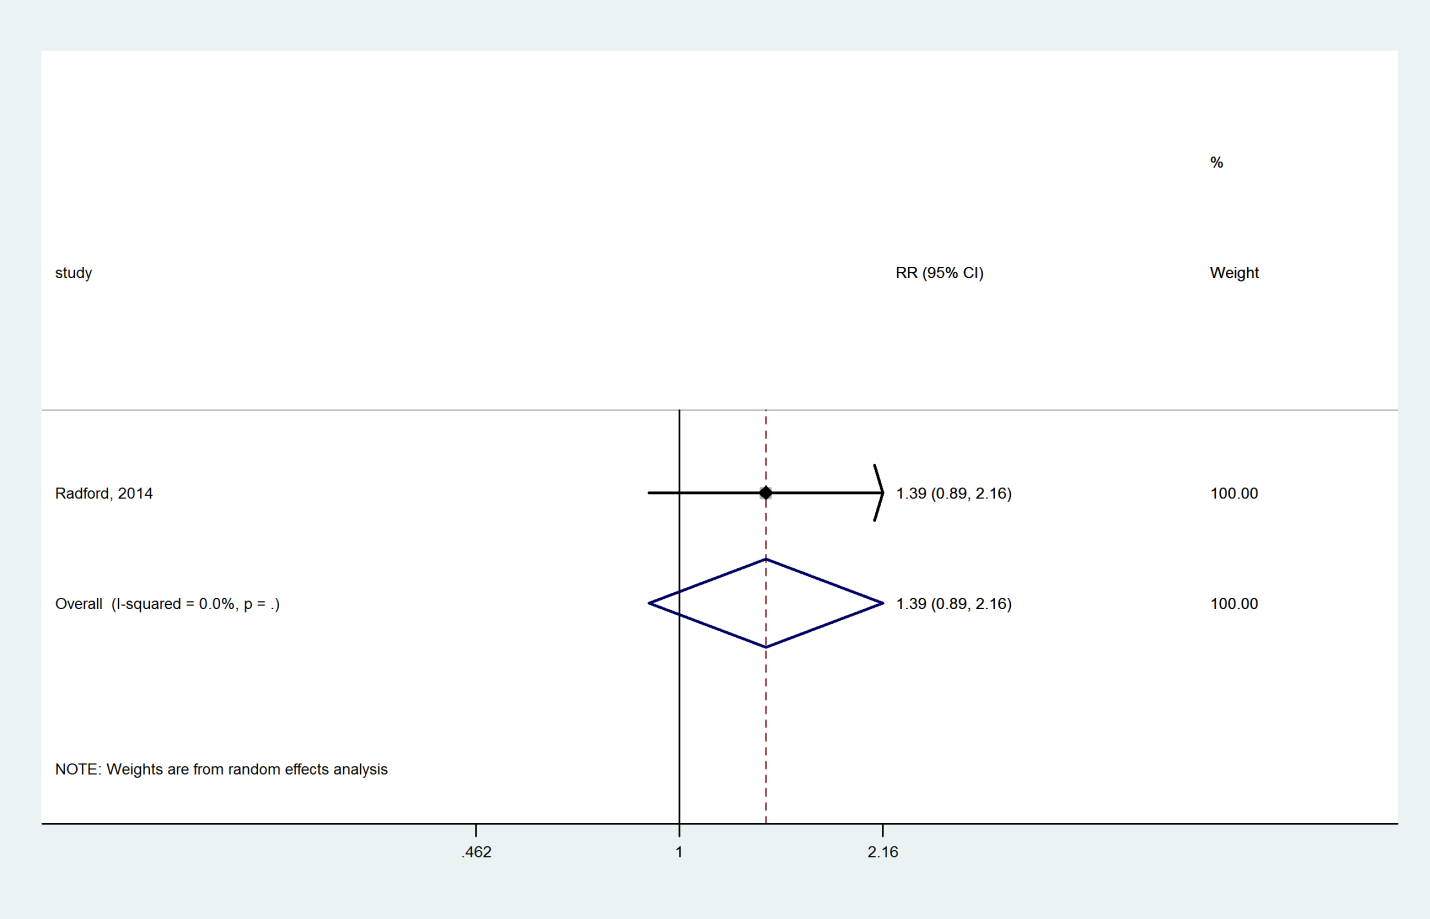 %
study RR (95% CI) Weight
Radford, 2014 1.39 (0.89, 2.16) 100.00
Overall (I-squared = 0.0%, p = .) 1.39 (0.89, 2.16) 100.00
NOTE: Weights are from random effects analysis
.462 1 2.16